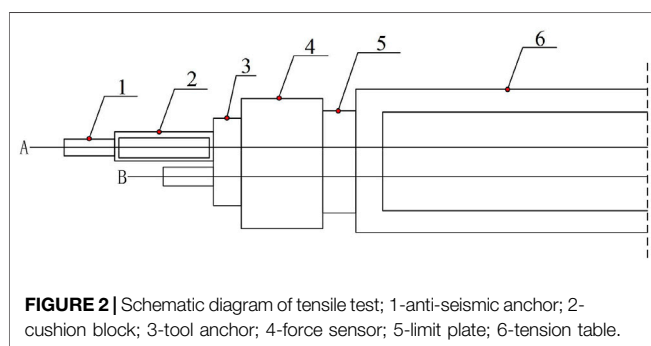 1 2 3 4 5 6
A
B
FIGURE 2 | Schematic diagram of tensile test; 1-anti-seismic anchor; 2-
cushion block; 3-tool anchor; 4-force sensor; 5-limit plate; 6-tension table.